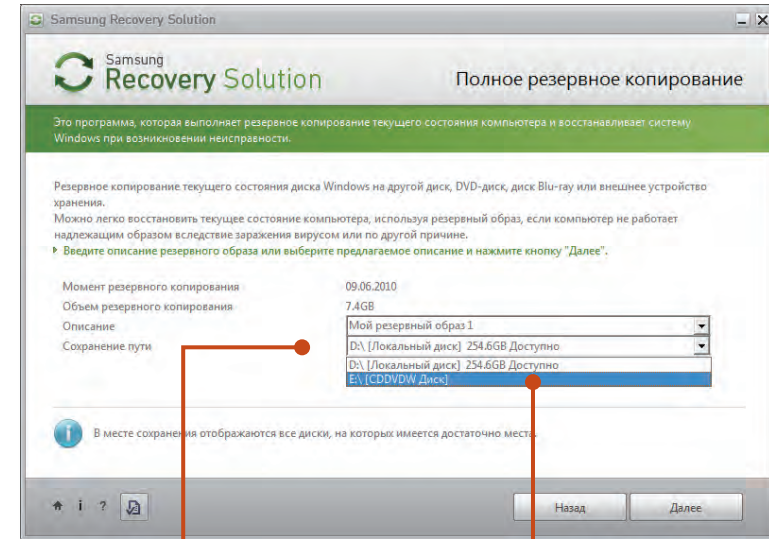 Samsung Recovery Solution
Samsung
Recovery Solution
Полное резервное копирование
Это программа, которая выполняет резервное копирование текущего состояния компьютера и восстанавливает систему
Windows при возникновении неисправности.
Резервное копирование текущего состояния диска Windows на другой диск, DVD-диск, диск Blu-ray или внешнее устройство
хранения.
Можно легко восстановить текущее состояние компьютера, используя резервный образ, если компьютер не работает
надлежащим образом вследствие заражения вирусом или по другой причине.
Введите описание резервного образа или выберите предлагаемое описание и нажмите кнопку "Далее".
Момент резервного копирования 09.06.2010
Объем резервного копирования 7.4GB
Описание Мой резервный образ 1
Сохранение пути D:\ [Локальный диск] 254.6GB Доступно
D:\ [Локальный диск] 254.6GB Доступно
E:\ [CDDVDW Диск]
В месте сохранения отображаются все диски, на которых имеется достаточно места.
i ? Назад Далее